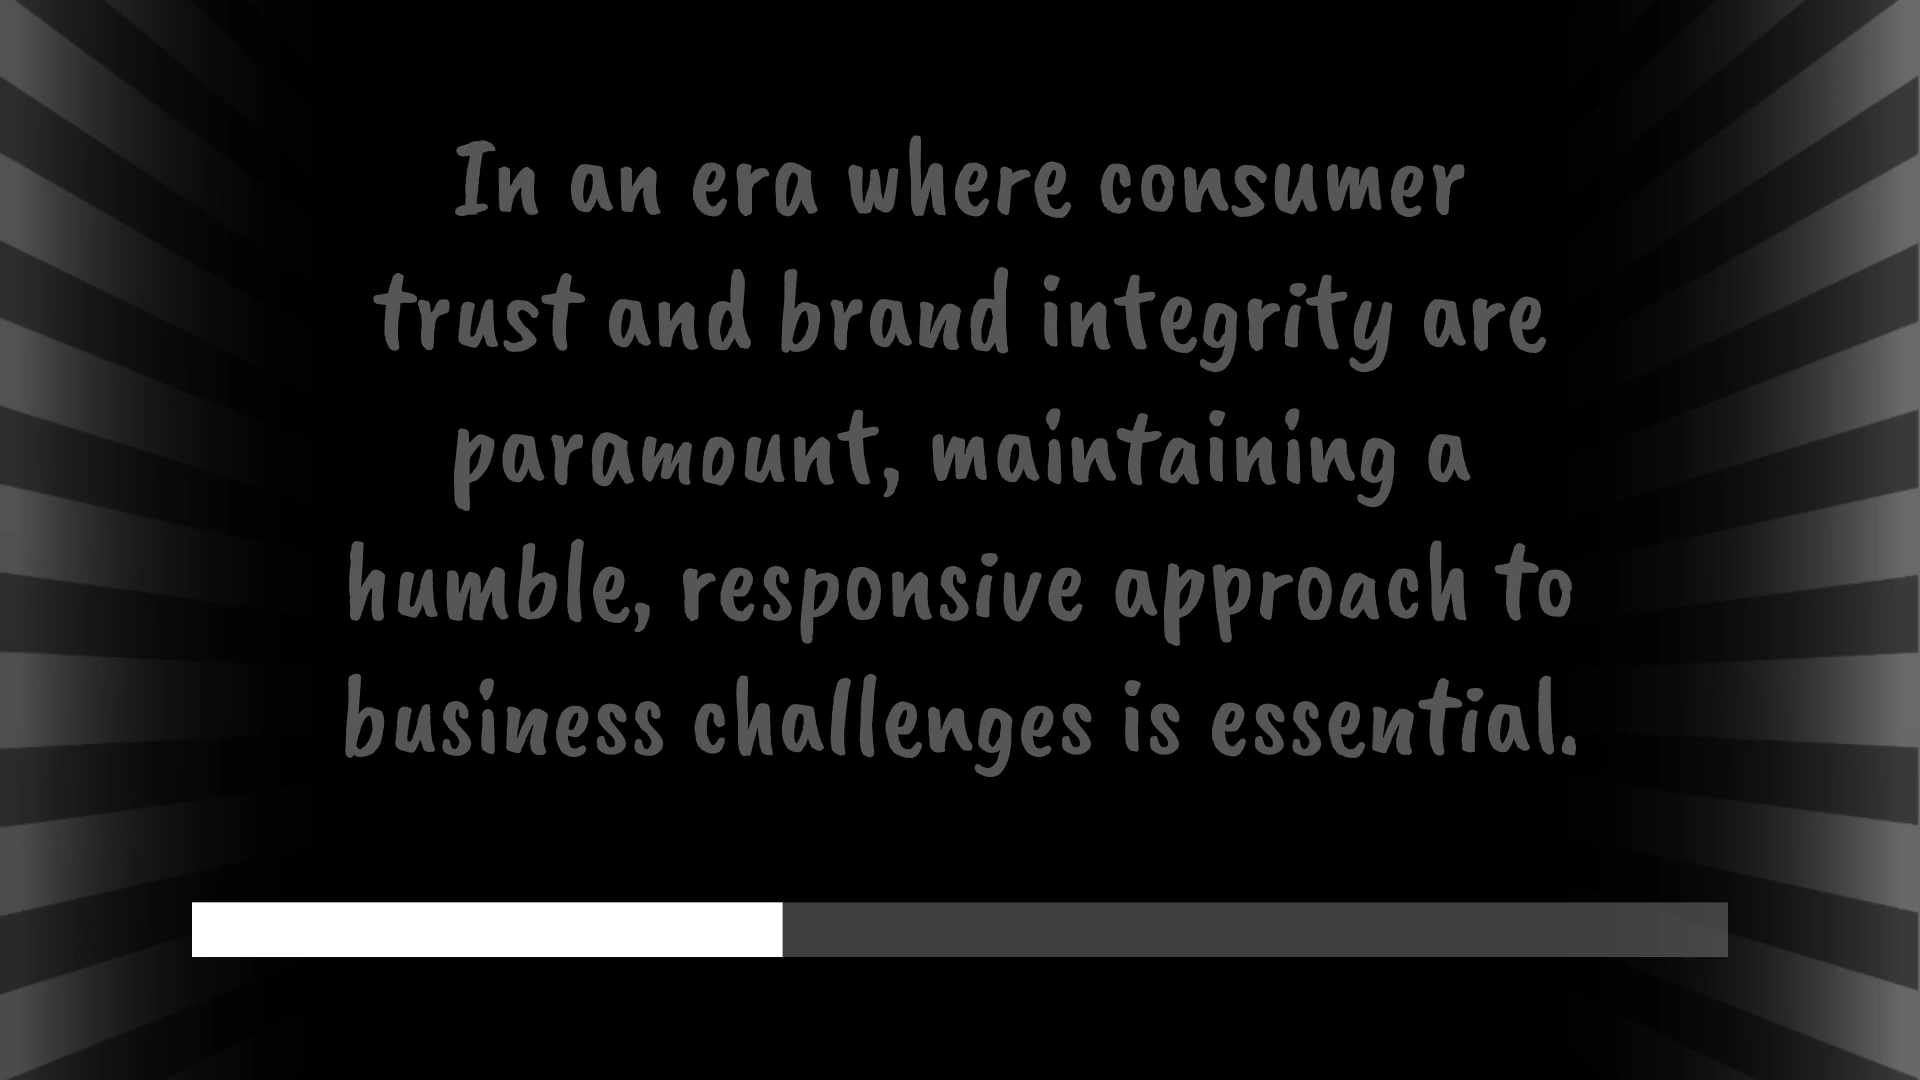 In an era where consumer
trust and brand integrity are
paramount, maintaining a
humble, responsive approach to
business challenges is essential.